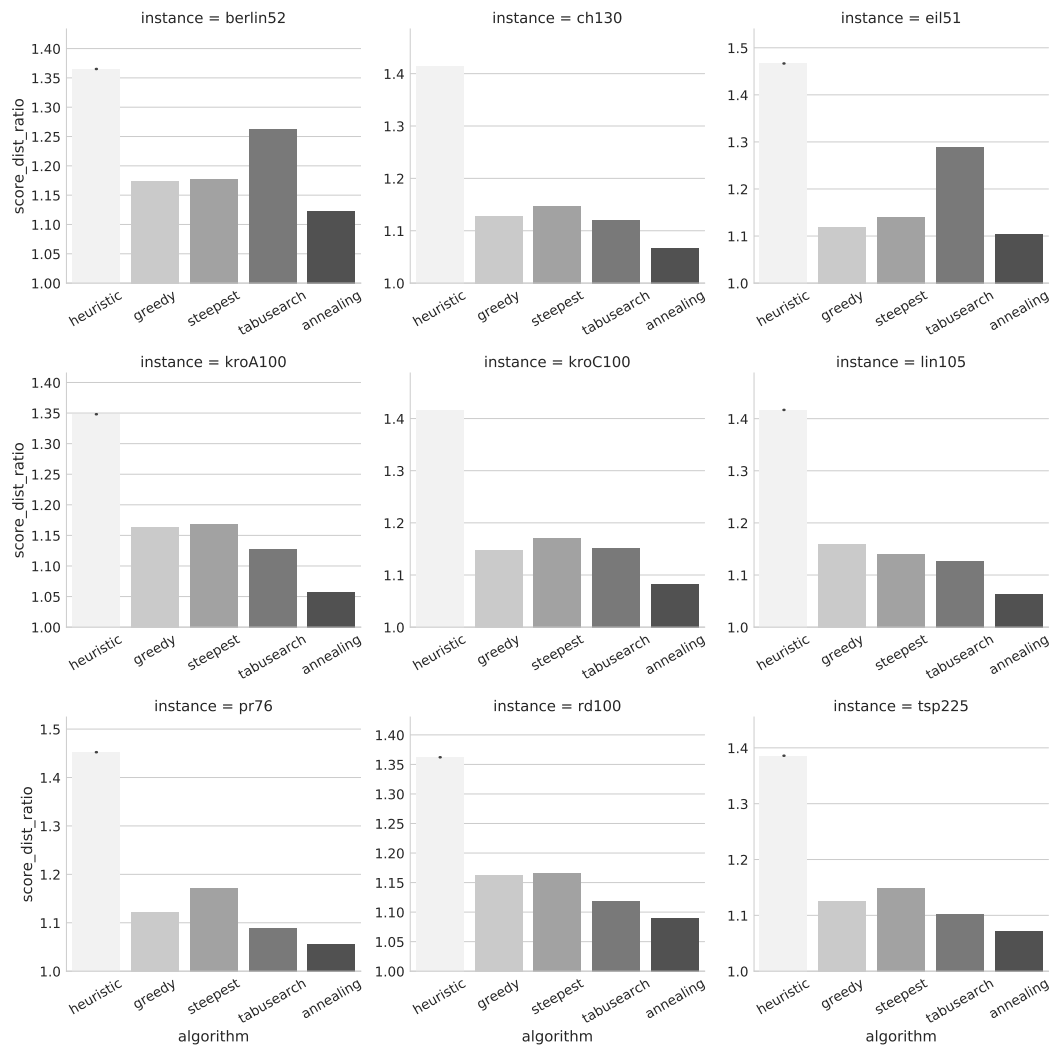 instance = berlin52
score_dist_ratio
1.40
1.35
1.30
1.25
1.20
1.15
1.10
1.05
1.00
heuristic
greedy
steepest
tabusearch
annealing
instance = ch130
1.4
1.3
1.2
1.1
1.0
heuristic
greedy
steepest
tabusearch
annealing
instance = eil51
1.5
1.4
1.3
1.2
1.1
1.0
heuristic
greedy
steepest
tabusearch
annealing
instance = kroA100
score_dist_ratio
1.40
1.35
1.30
1.25
1.20
1.15
1.10
1.05
1.00
heuristic
greedy
steepest
tabusearch
annealing
instance = kroC100
1.4
1.3
1.2
1.1
1.0
heuristic
greedy
steepest
tabusearch
annealing
instance = lin105
1.4
1.3
1.2
1.1
1.0
heuristic
greedy
steepest
tabusearch
annealing
instance = pr76
score_dist_ratio
1.5
1.4
1.3
1.2
1.1
1.0
heuristic
greedy
steepest
tabusearch
annealing
algorithm
instance = rd100
1.40
1.35
1.30
1.25
1.20
1.15
1.10
1.05
1.00
heuristic
greedy
steepest
tabusearch
annealing
algorithm
instance = tsp225
1.4
1.3
1.2
1.1
1.0
heuristic
greedy
steepest
tabusearch
annealing
algorithm